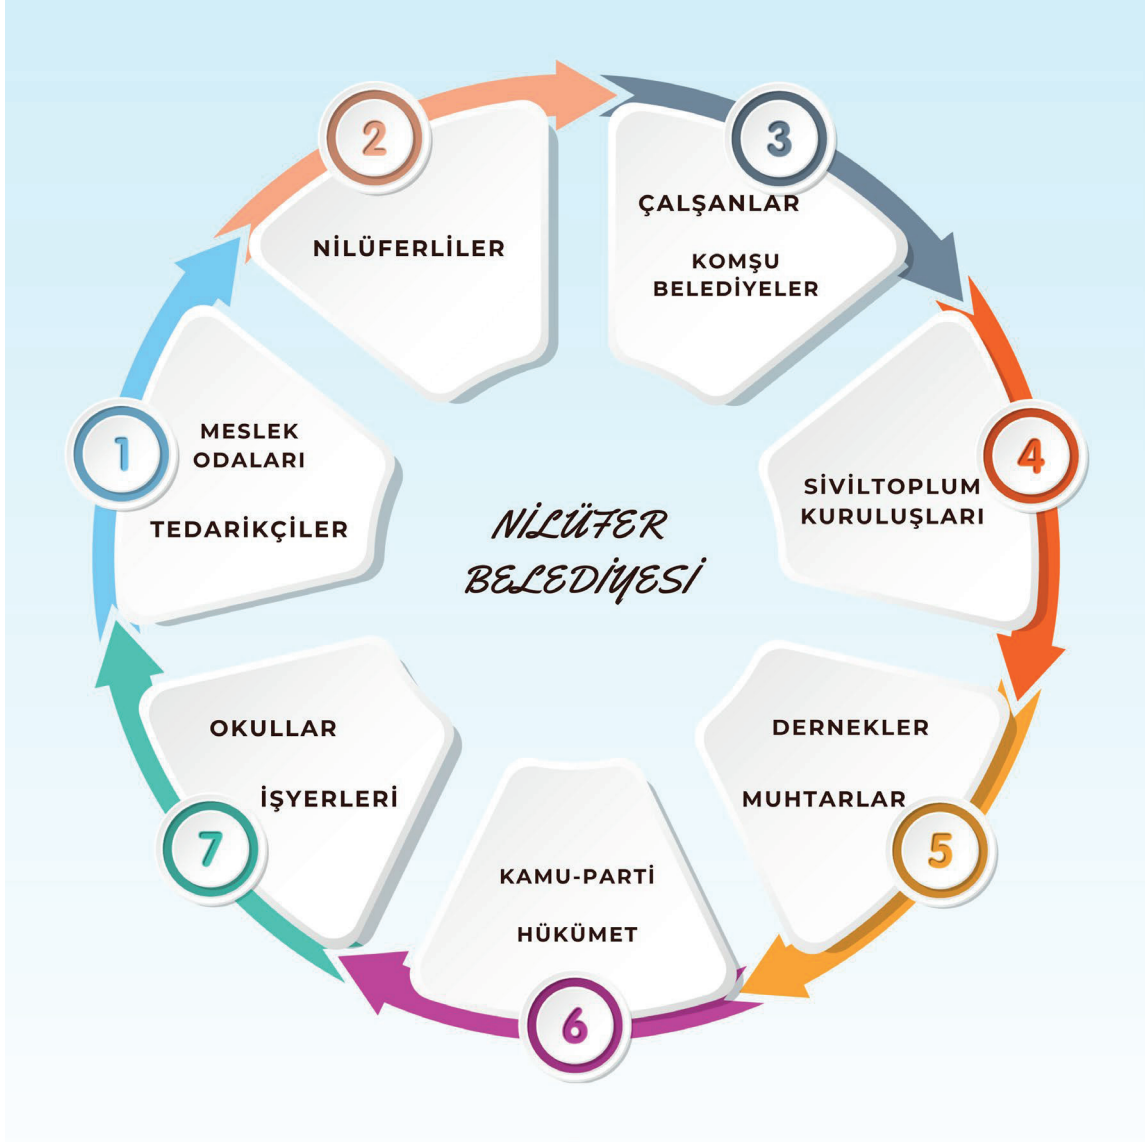 NİLÜFER
BELEDİYESİ
1
MESLEK
ODALARI
TEDARİKÇİLER
2
NİLÜFERLİLER
3
ÇALŞANLAR
KOMŞU
BELEDİYELER
4
SİVİLTOPLUM
KURULUŞLARI
5
DERNEKLER
MUHTARLAR
6
KAMU-PARTİ
HÜKÜMET
7
OKULLAR
İŞYERLERİ